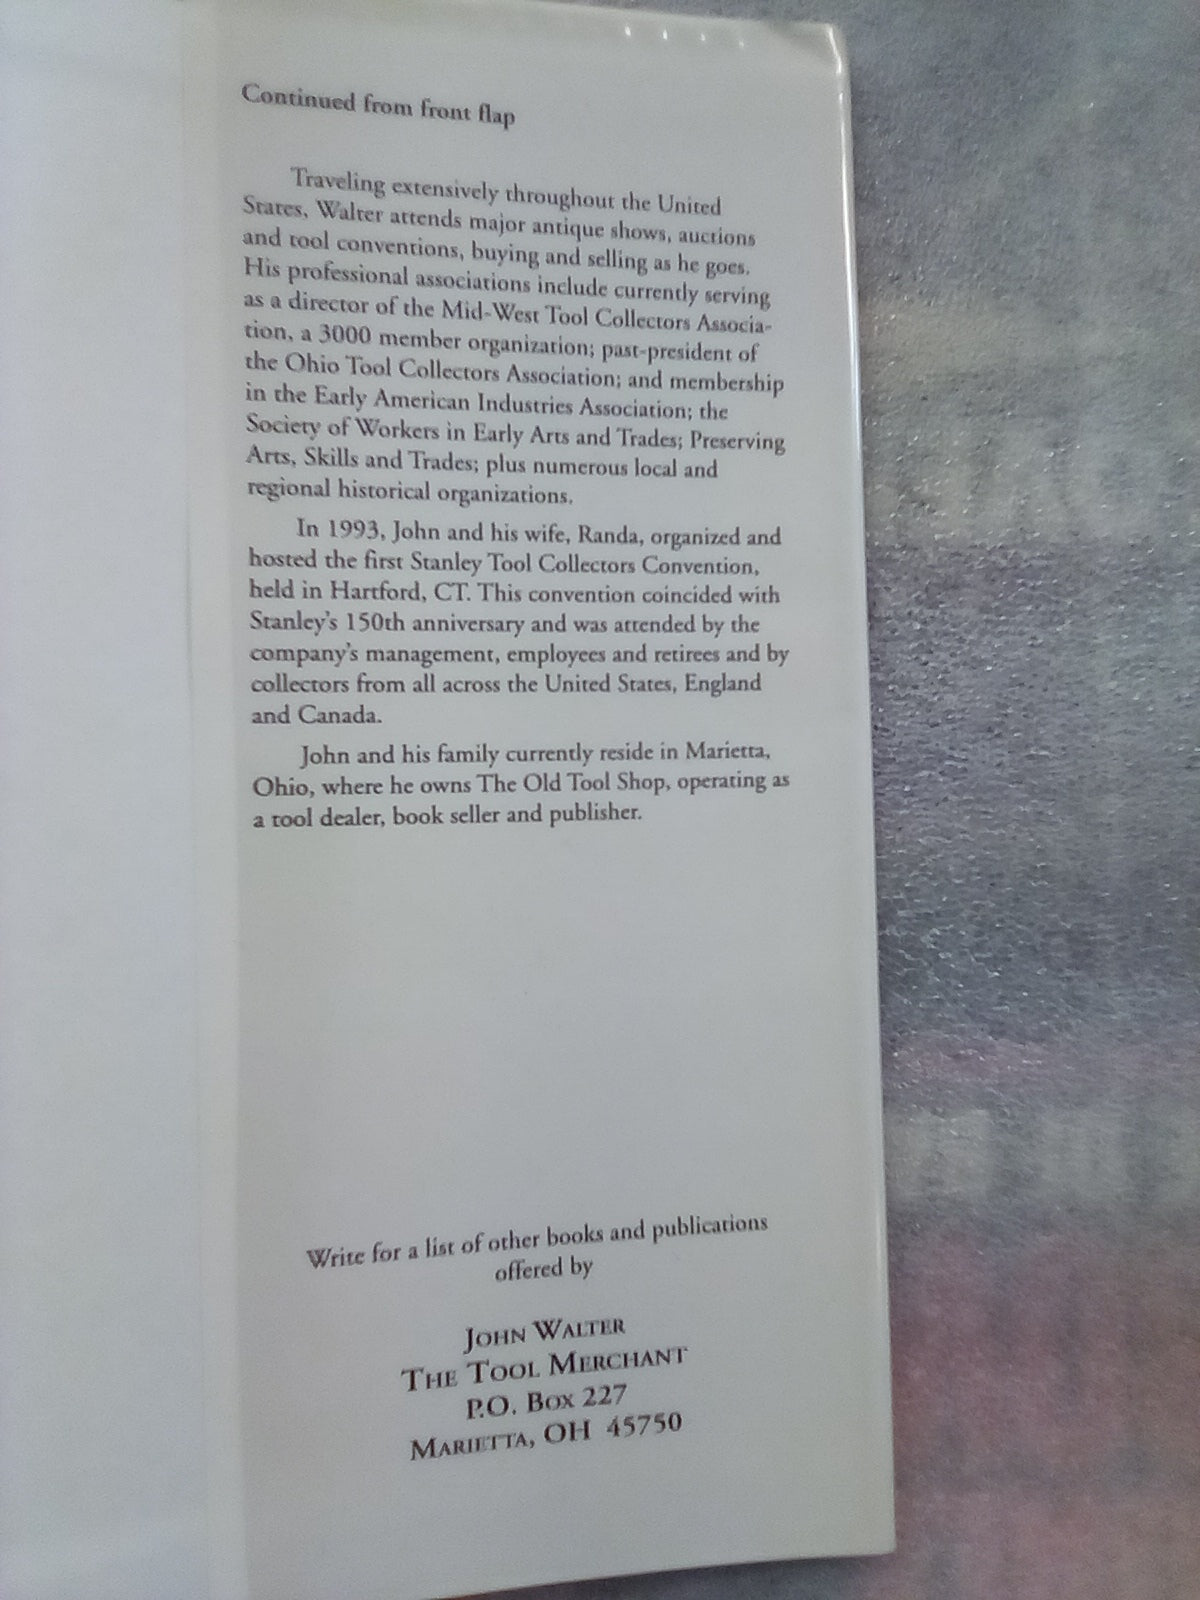 Continued from front flap
Traveling extensively throughout the United
States, Walter attends major antique shows, auctions
and tool conventions, buying and selling as he goes.
His professional associations include currently serving
as a director of the Mid-West Tool Collectors Associa-
tion, a 3000 member organization; past-president of
the Ohio Tool Collectors Association; and membership
in the Early American Industries Association; the
Society of Workers in Early Arts and Trades; Preserving
Arts, Skills and Trades; plus numerous local and
regional historical organizations.
In 1993, John and his wife, Randa, organized and
hosted the first Stanley Tool Collectors Convention,
held in Hartford, CT. This convention coincided with
Stanley's 150th anniversary and was attended by the
company's management, employees and retirees and by
collectors from all across the United States, England
and Canada.
John and his family currently reside in Marietta,
Ohio, where he owns The Old Tool Shop, operating as
a tool dealer, book seller and publisher.
Write for a list of other books and publications
offered by
JOHN WALTER
THE TOOL MERCHANT
P.O. BOX 227
MARIETTA, OH 45750